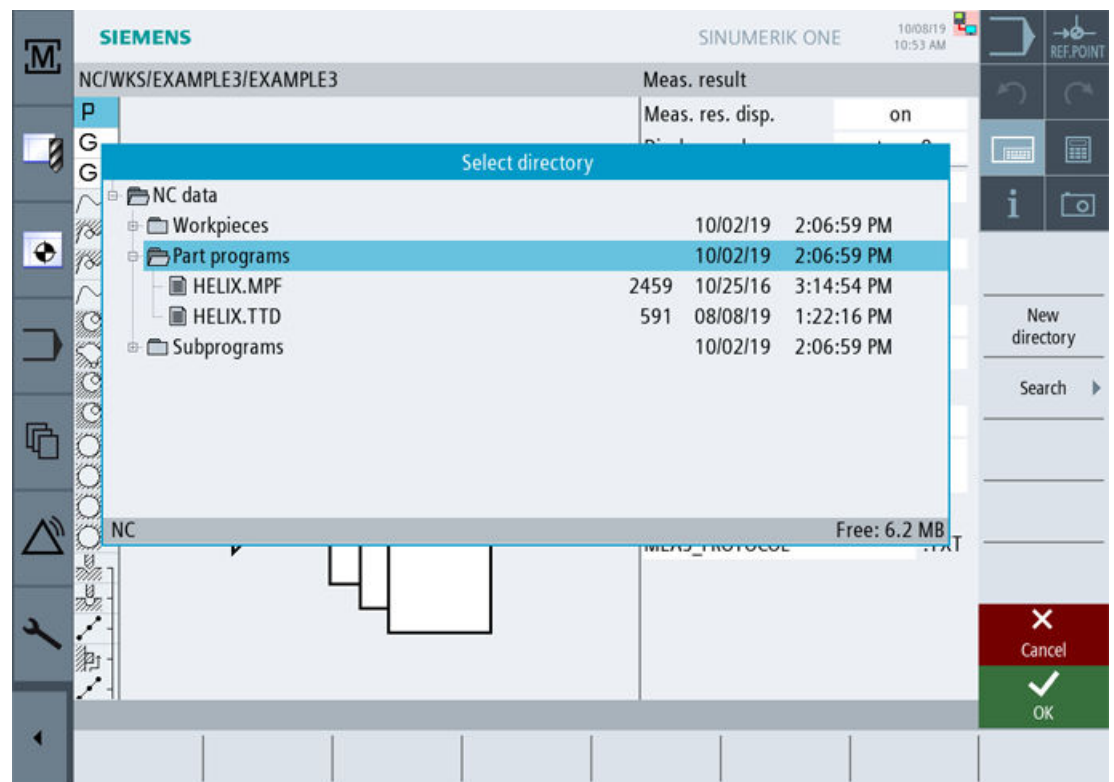 M
SIEMENS
SINUMERIK ONE
10/08/19
10:53 AM
REF.POINT
NC/WKS/EXAMPLE3/EXAMPLE3
Meas. result
P
Meas. res. disp.
on
G
G
Select directory
NC data
Workpieces 10/02/19 2:06:59 PM
Part programs 10/02/19 2:06:59 PM
HELIX.MPF 2459 10/25/16 3:14:54 PM
HELIX.TTD 591 08/08/19 1:22:16 PM
Subprograms 10/02/19 2:06:59 PM
NC
Free: 6.2 MB
i
New
directory
Search
Cancel
OK